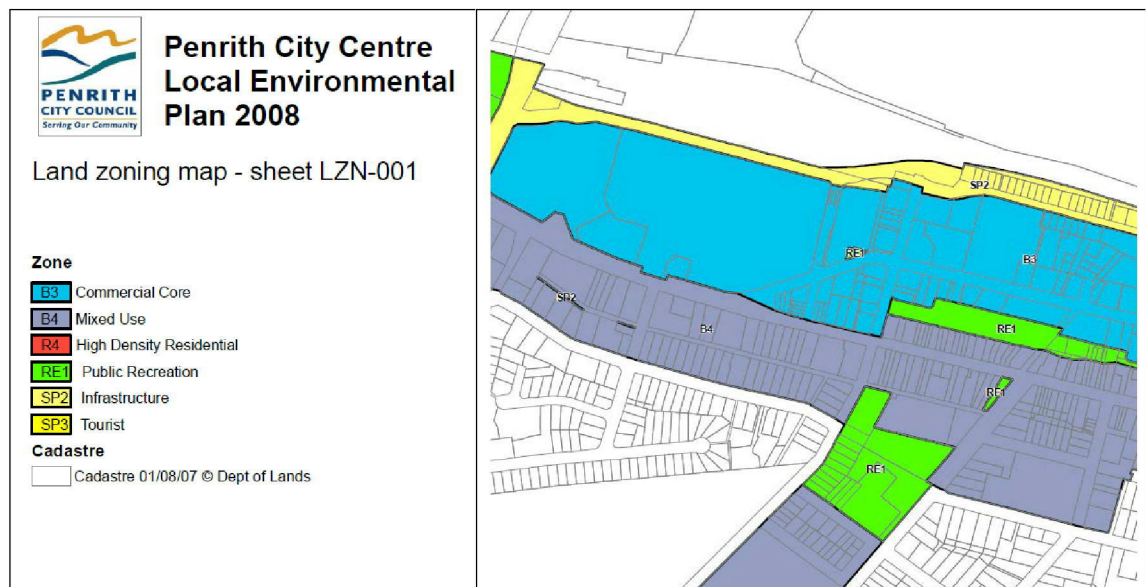 PENRITH
CITY COUNCIL
Serving Our Community
Penrith City Centre
Local Environmental
Plan 2008
Land zoning map - sheet LZN-001
Zone
B3 Commercial Core
B4 Mixed Use
R4 High Density Residential
RE1 Public Recreation
SP2 Infrastructure
SP3 Tourist
Cadastre
Cadastre 01/08/07 © Dept of Lands
SP2
RE1
B3
SP2
B4
RE1
RE1
RE1